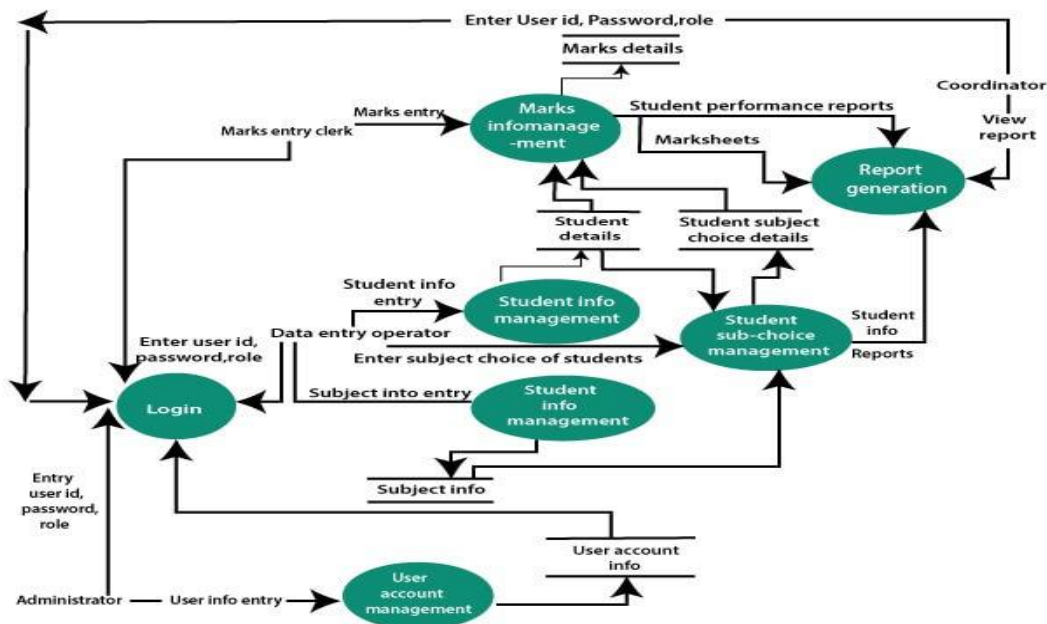 Enter User id, Password,role
Marks details
Coordinator
Marks entry
Marks
infomanage
-ment
Student performance reports
View
report
Marks entry clerk
Marksheets
Report
generation
Student
details
Student subject
choice details
Student info
entry
Student info
management
Student
sub-choice
management
Student
info
Reports
Enter user id,
password,role
Data entry operator
Enter subject choice of students
Login
Subject into entry
Student
info
management
Entry
user id,
password,
role
Subject info
User account
info
Administrator
User info entry
User
account
management